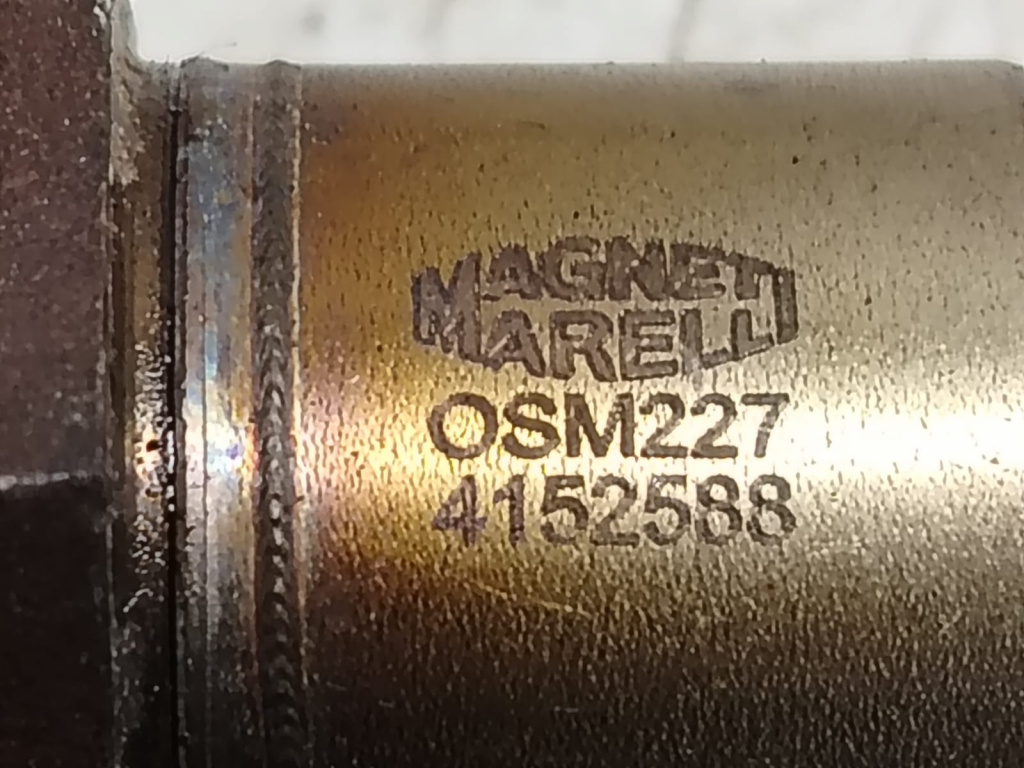 MAGNETI
MARELLI
OSM227
4152588